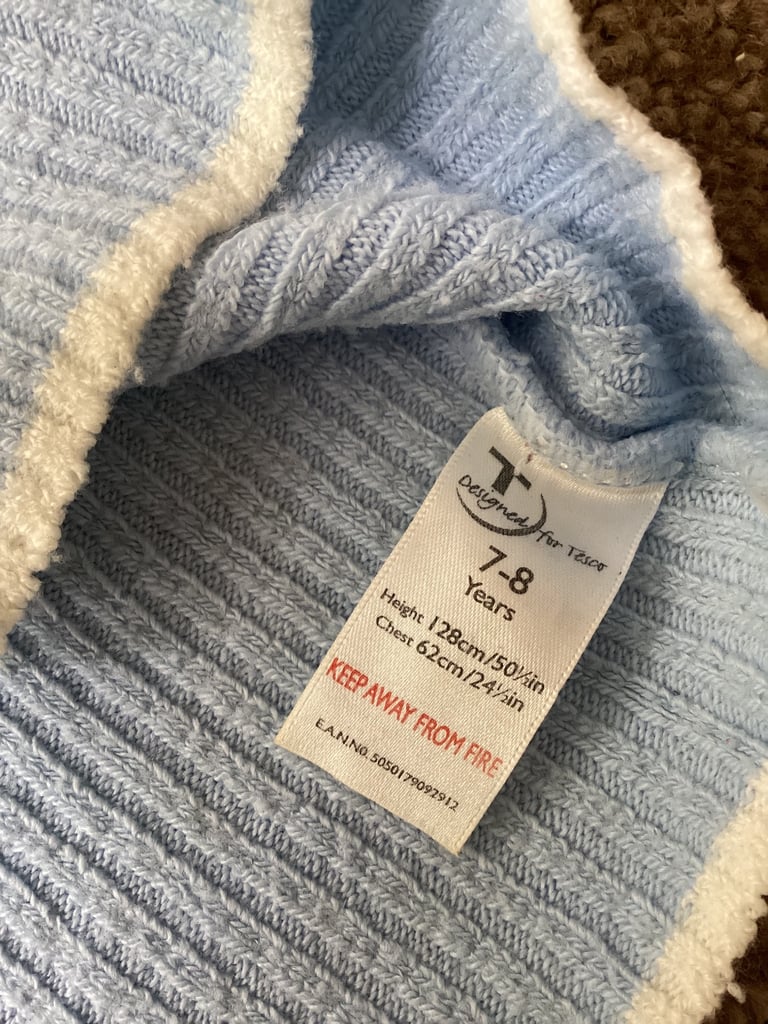 T
Designed for Tesco
7-8
Years
Height 128cm/50½in
Chest 62cm/24½in
KEEP AWAY FROM FIRE
E.A.N.No. 5050179092912